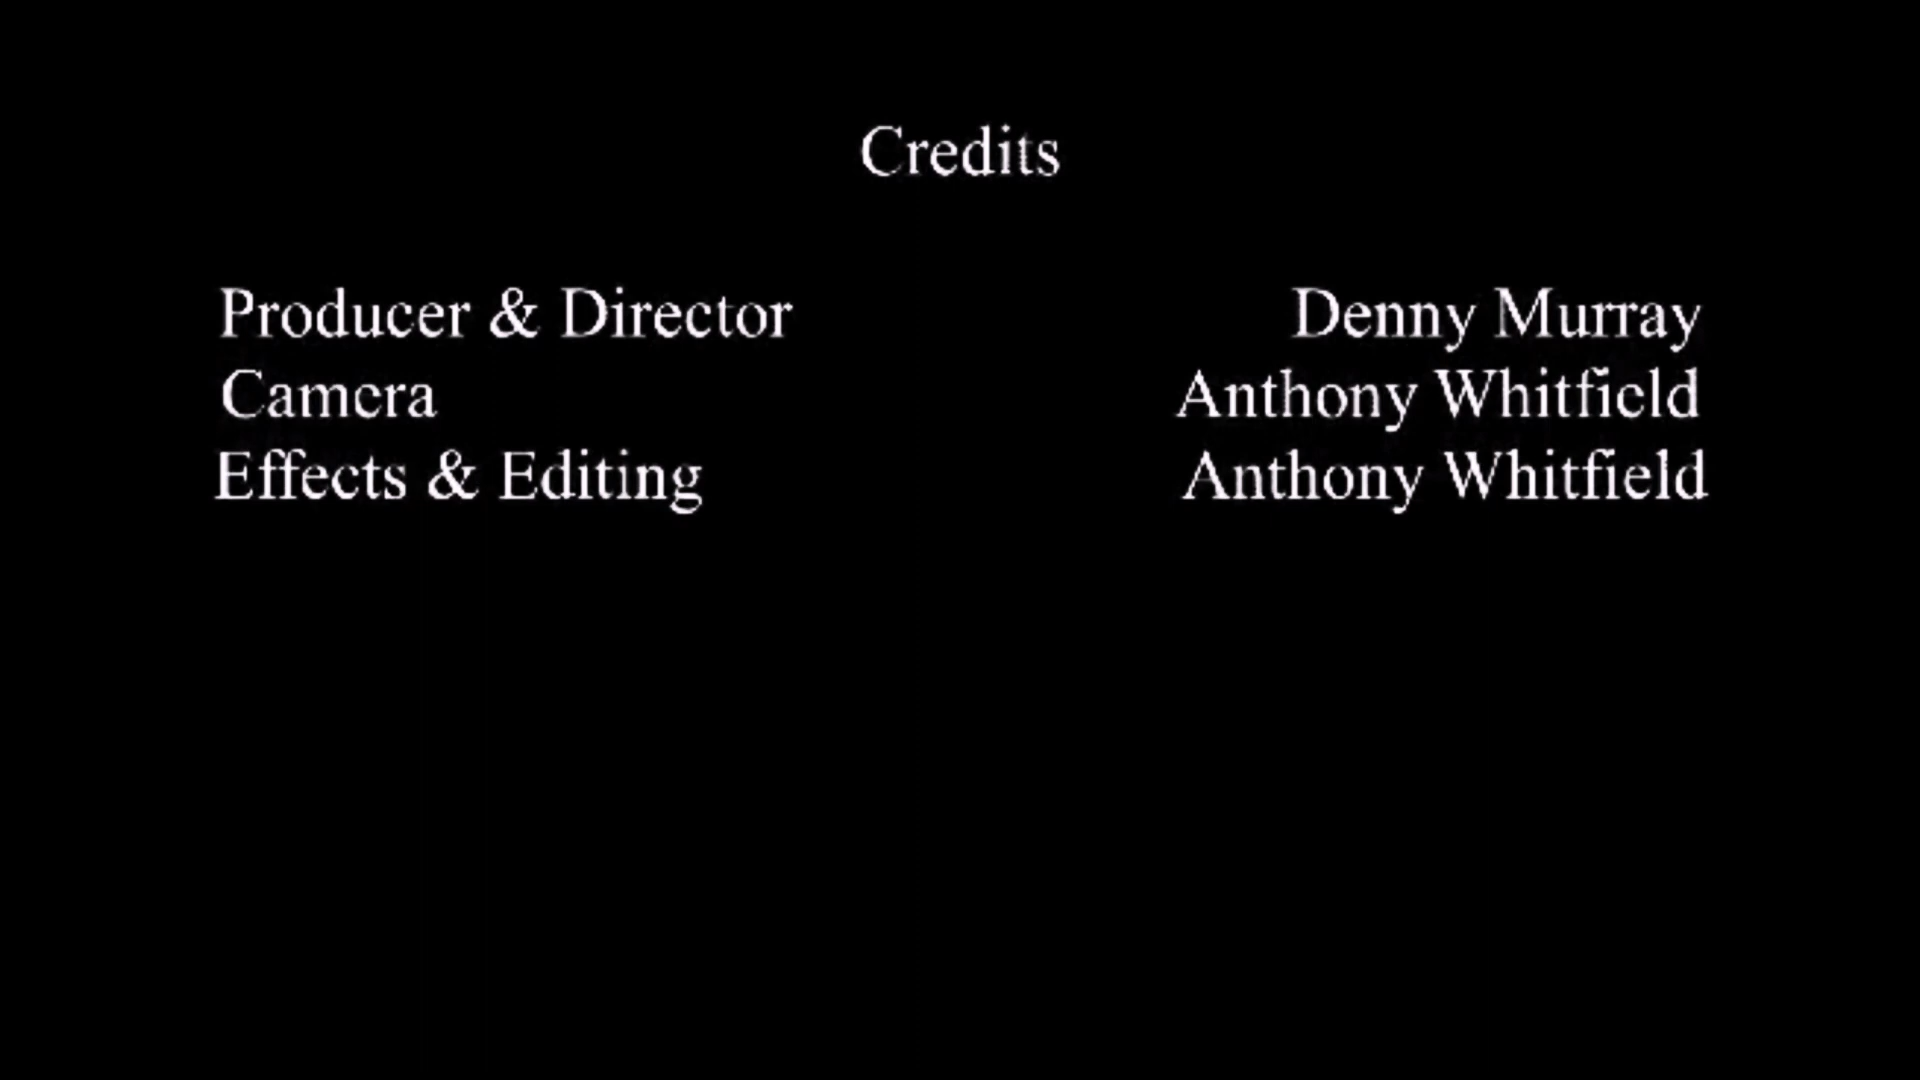 Credits
Producer & Director Denny Murray
Camera Anthony Whitfield
Effects & Editing Anthony Whitfield